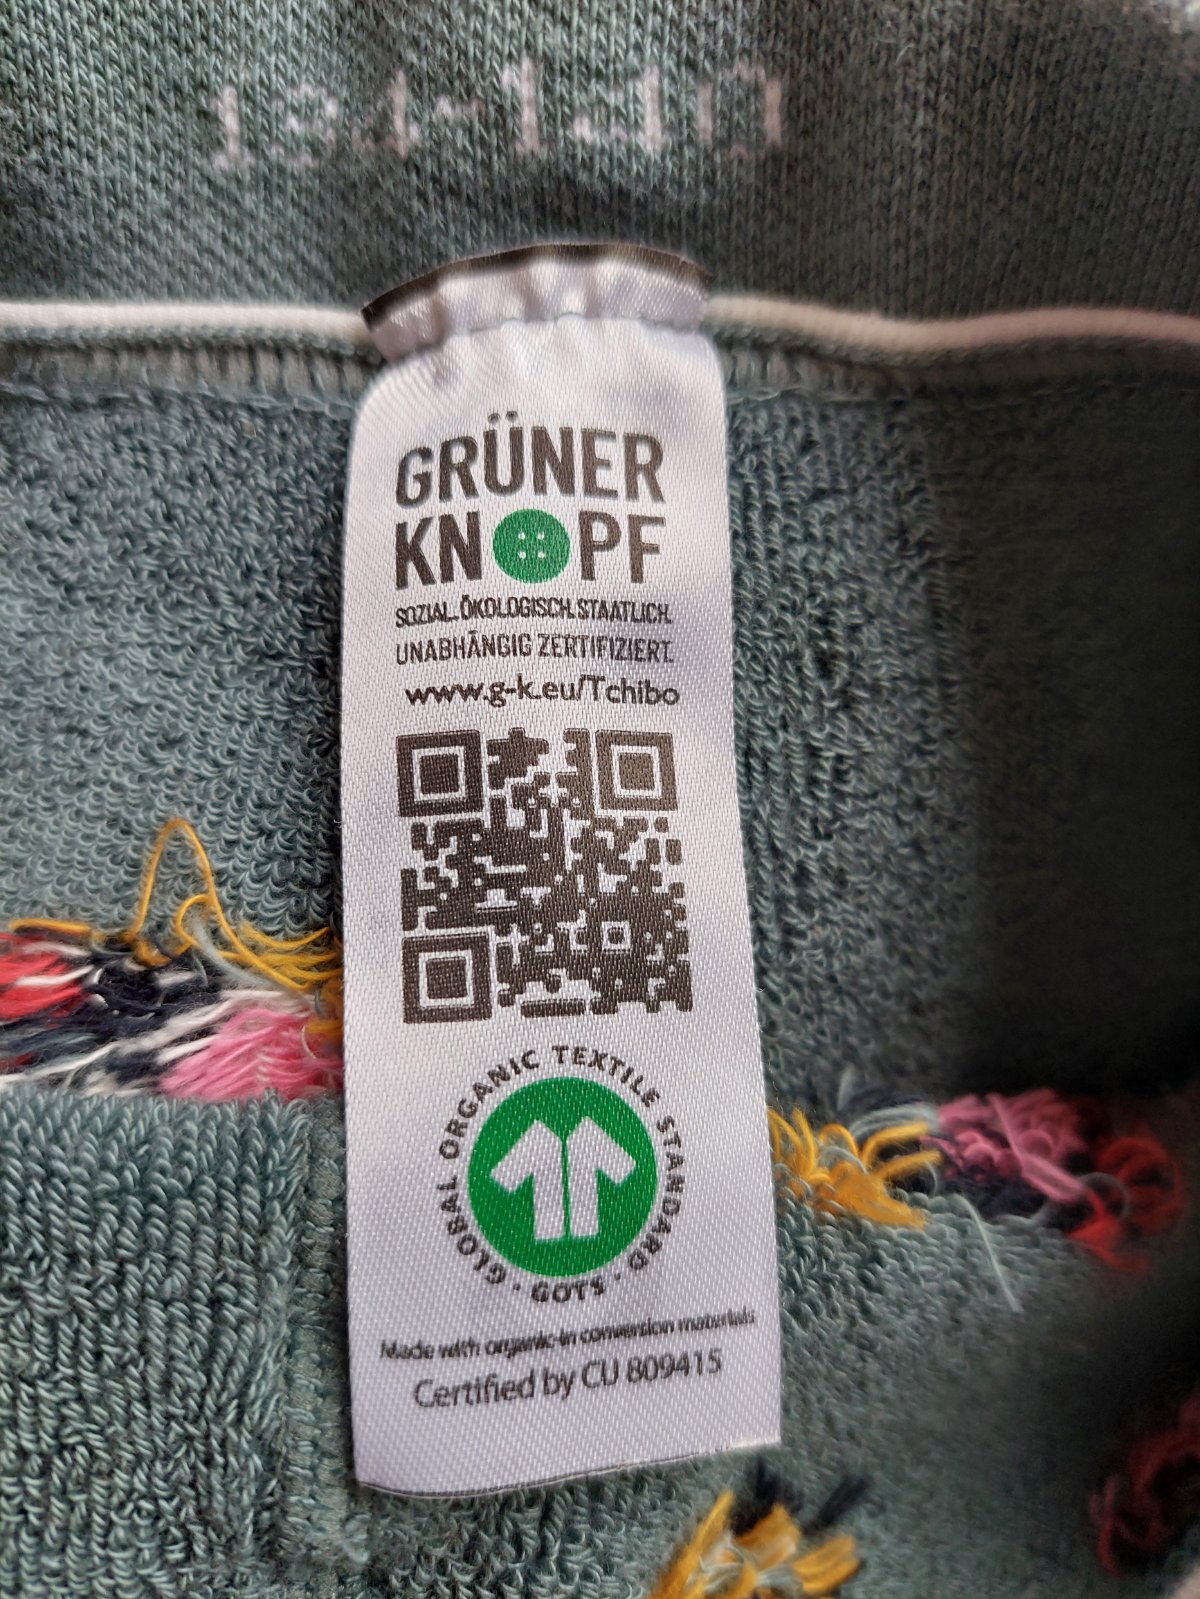 GRÜNER
KNOPF
SOZIAL. ÖKOLOGISCH. STAATLICH.
UNABHÄNGIG ZERTIFIZIERT.
www.g-k.eu/Tchibo
GLOBAL ORGANIC TEXTILE STANDARD · GOTS ·
Made with organic-in conversion materials
Certified by CU 809415